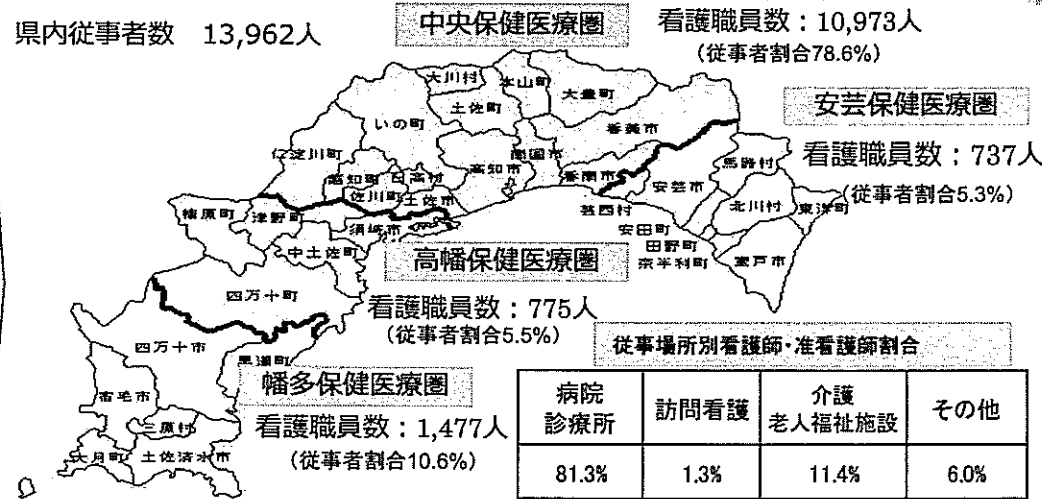 県内従事者数 13,962人
中央保健医療圏
看護職員数：10,973人
(従事者割合78.6%)
安芸保健医療圏
看護職員数：737人
(従事者割合5.3%)
大川村
本山町
大豊町
土佐町
いの町
香美市
仁淀川町
高知市
南国市
越知町
日高村
香南市
安芸市
馬路村
佐川町
土佐市
芸西村
北川村
東洋町
梼原町
津野町
須崎市
安田町
田野町
奈半利町
室戸市
中土佐町
高幡保健医療圏
看護職員数：775人
(従事者割合5.5%)
四万十町
四万十市
黒潮町
幡多保健医療圏
看護職員数：1,477人
(従事者割合10.6%)
宿毛市
三原村
大月町
土佐清水市
従事場所別看護師・准看護師割合
病院
診療所
訪問看護
介護
老人福祉施設
その他
81.3%
1.3%
11.4%
6.0%